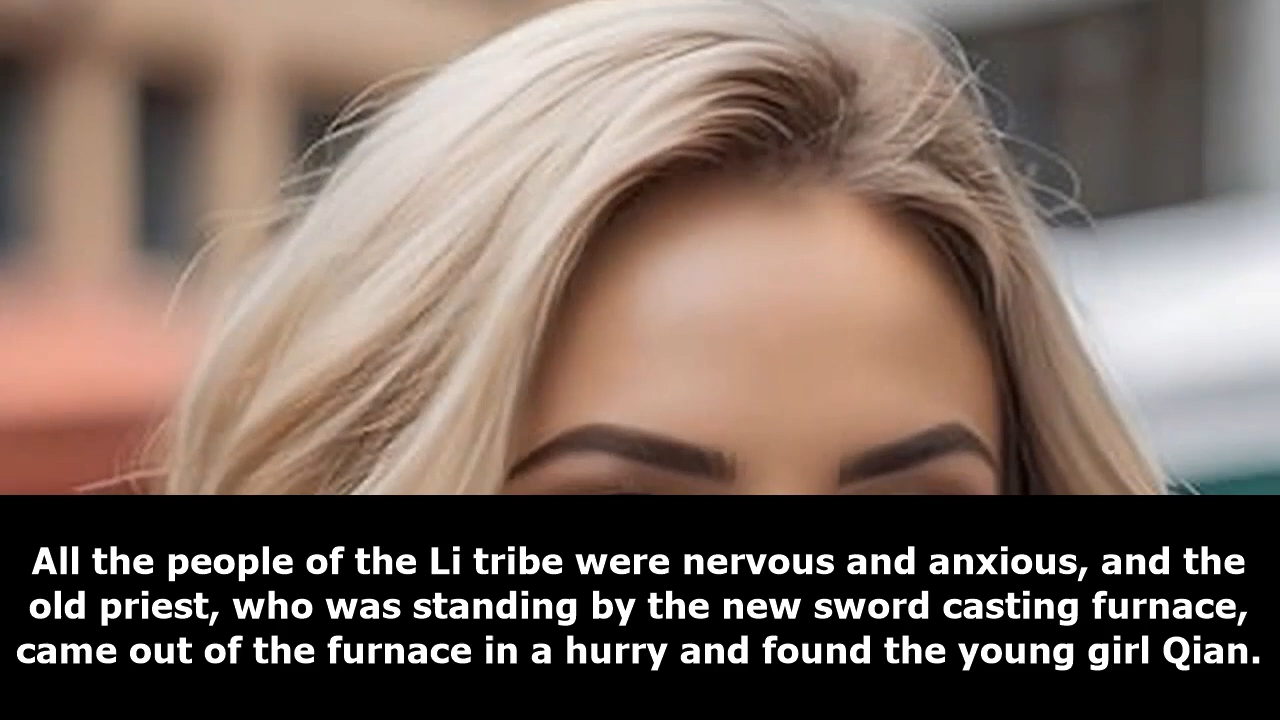 All the people of the Li tribe were nervous and anxious, and the
old priest, who was standing by the new sword casting furnace,
came out of the furnace in a hurry and found the young girl Qian.